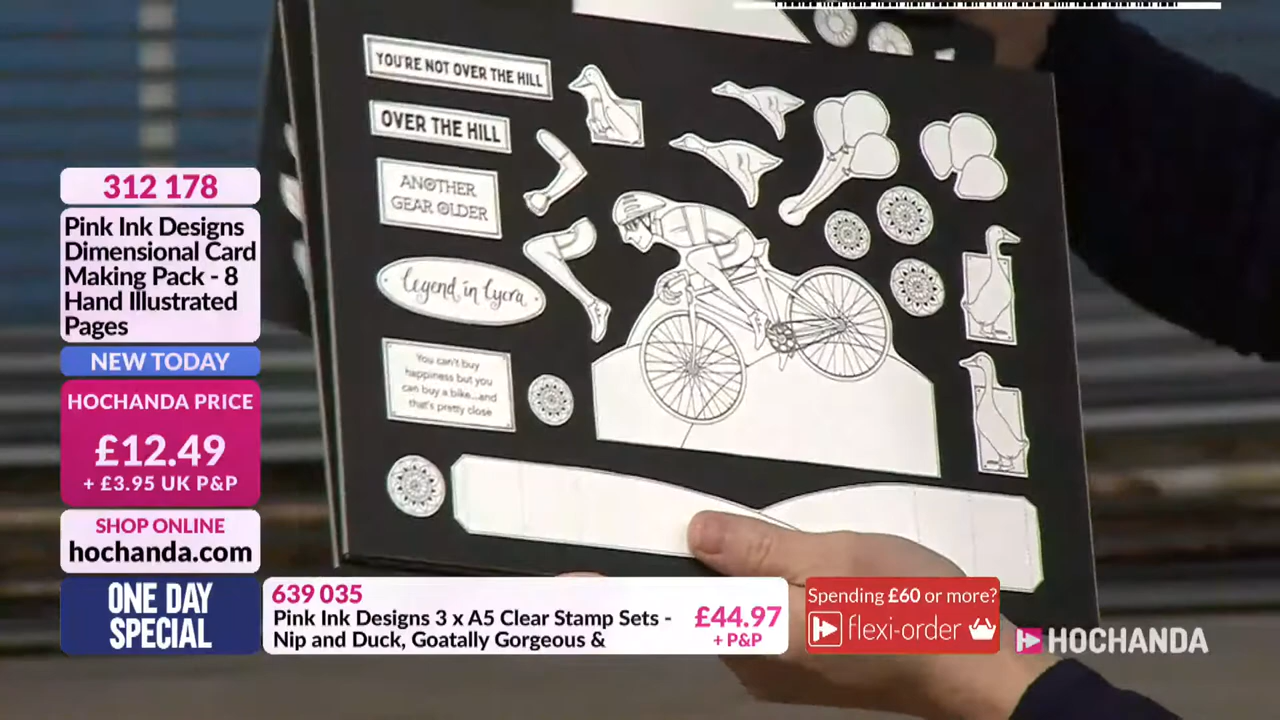 YOU'RE NOT OVER THE HILL
OVER THE HILL
ANOTHER
GEAR OLDER
legend in lycra
You can't buy
happiness but you
can buy a bike...and
that's pretty close
312 178
Pink Ink Designs
Dimensional Card
Making Pack - 8
Hand Illustrated
Pages
NEW TODAY
HOCHANDA PRICE
£12.49
+ £3.95 UK P&P
SHOP ONLINE
hochanda.com
ONE DAY
SPECIAL
639 035
Pink Ink Designs 3 x A5 Clear Stamp Sets -
Nip and Duck, Goatally Gorgeous &
£44.97
+ P&P
Spending £60 or more?
flexi-order
HOCHANDA